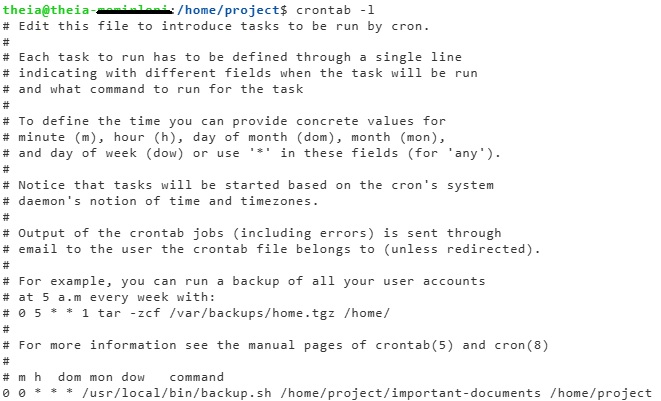 theia@theia-:/home/project$ crontab -l
# Edit this file to introduce tasks to be run by cron.
#
# Each task to run has to be defined through a single line
# indicating with different fields when the task will be run
# and what command to run for the task
#
# To define the time you can provide concrete values for
# minute (m), hour (h), day of month (dom), month (mon),
# and day of week (dow) or use '*' in these fields (for 'any').
#
# Notice that tasks will be started based on the cron's system
# daemon's notion of time and timezones.
#
# Output of the crontab jobs (including errors) is sent through
# email to the user the crontab file belongs to (unless redirected).
#
# For example, you can run a backup of all your user accounts
# at 5 a.m every week with:
# 0 5 * * 1 tar -zcf /var/backups/home.tgz /home/
#
# For more information see the manual pages of crontab(5) and cron(8)
#
# m h  dom mon dow   command
0 0 * * * /usr/local/bin/backup.sh /home/project/important-documents /home/project